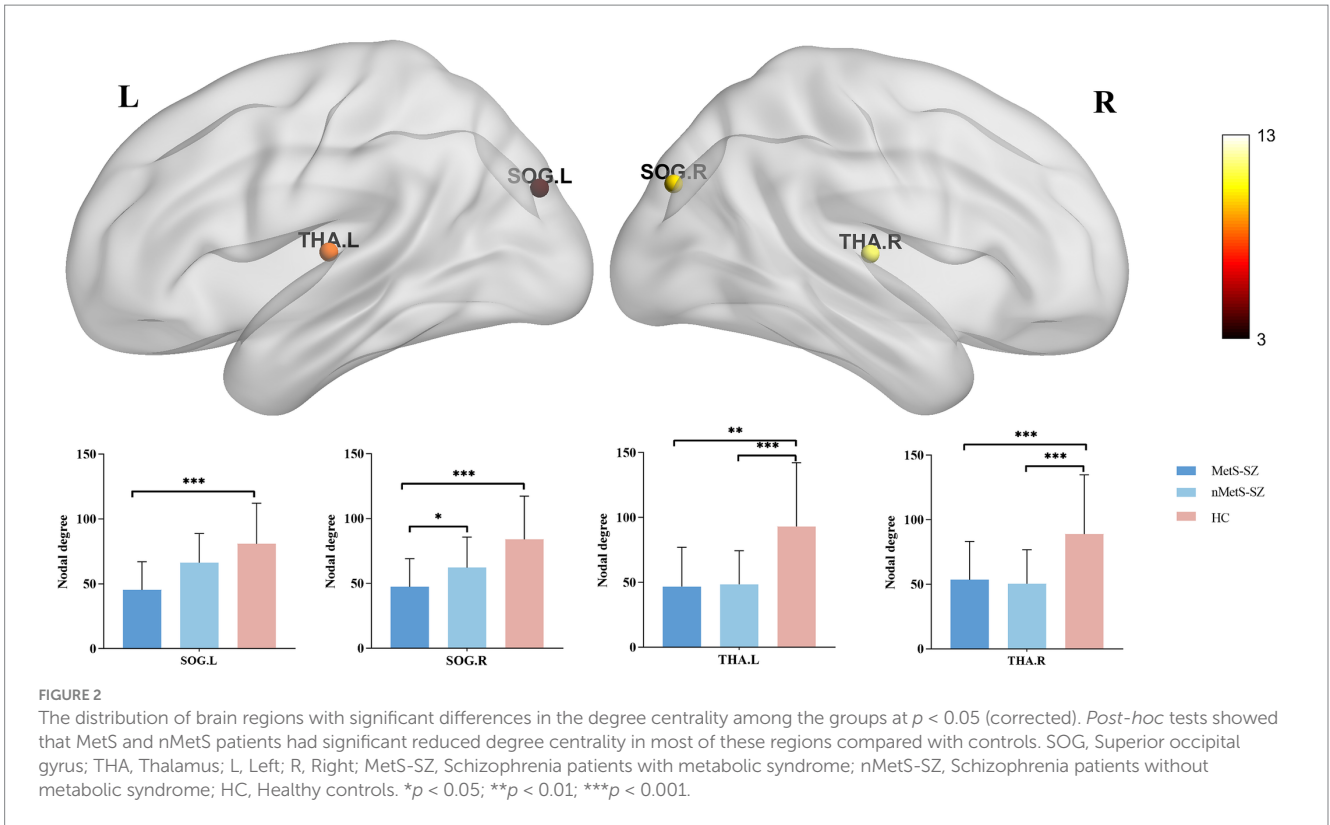 L
R
SOG.L
SOG.R
THA.L
THA.R
13
3
Nodal degree
150
100
50
0
***
SOG.L
Nodal degree
150
100
50
0
***
*
SOG.R
Nodal degree
150
100
50
0
**
***
THA.L
Nodal degree
150
100
50
0
***
***
THA.R
MetS-SZ
nMetS-SZ
HC
FIGURE 2
The distribution of brain regions with significant differences in the degree centrality among the groups at p < 0.05 (corrected). Post-hoc tests showed
that MetS and nMetS patients had significant reduced degree centrality in most of these regions compared with controls. SOG, Superior occipital
gyrus; THA, Thalamus; L, Left; R, Right; MetS-SZ, Schizophrenia patients with metabolic syndrome; nMetS-SZ, Schizophrenia patients without
metabolic syndrome; HC, Healthy controls. *p < 0.05; **p < 0.01; ***p < 0.001.